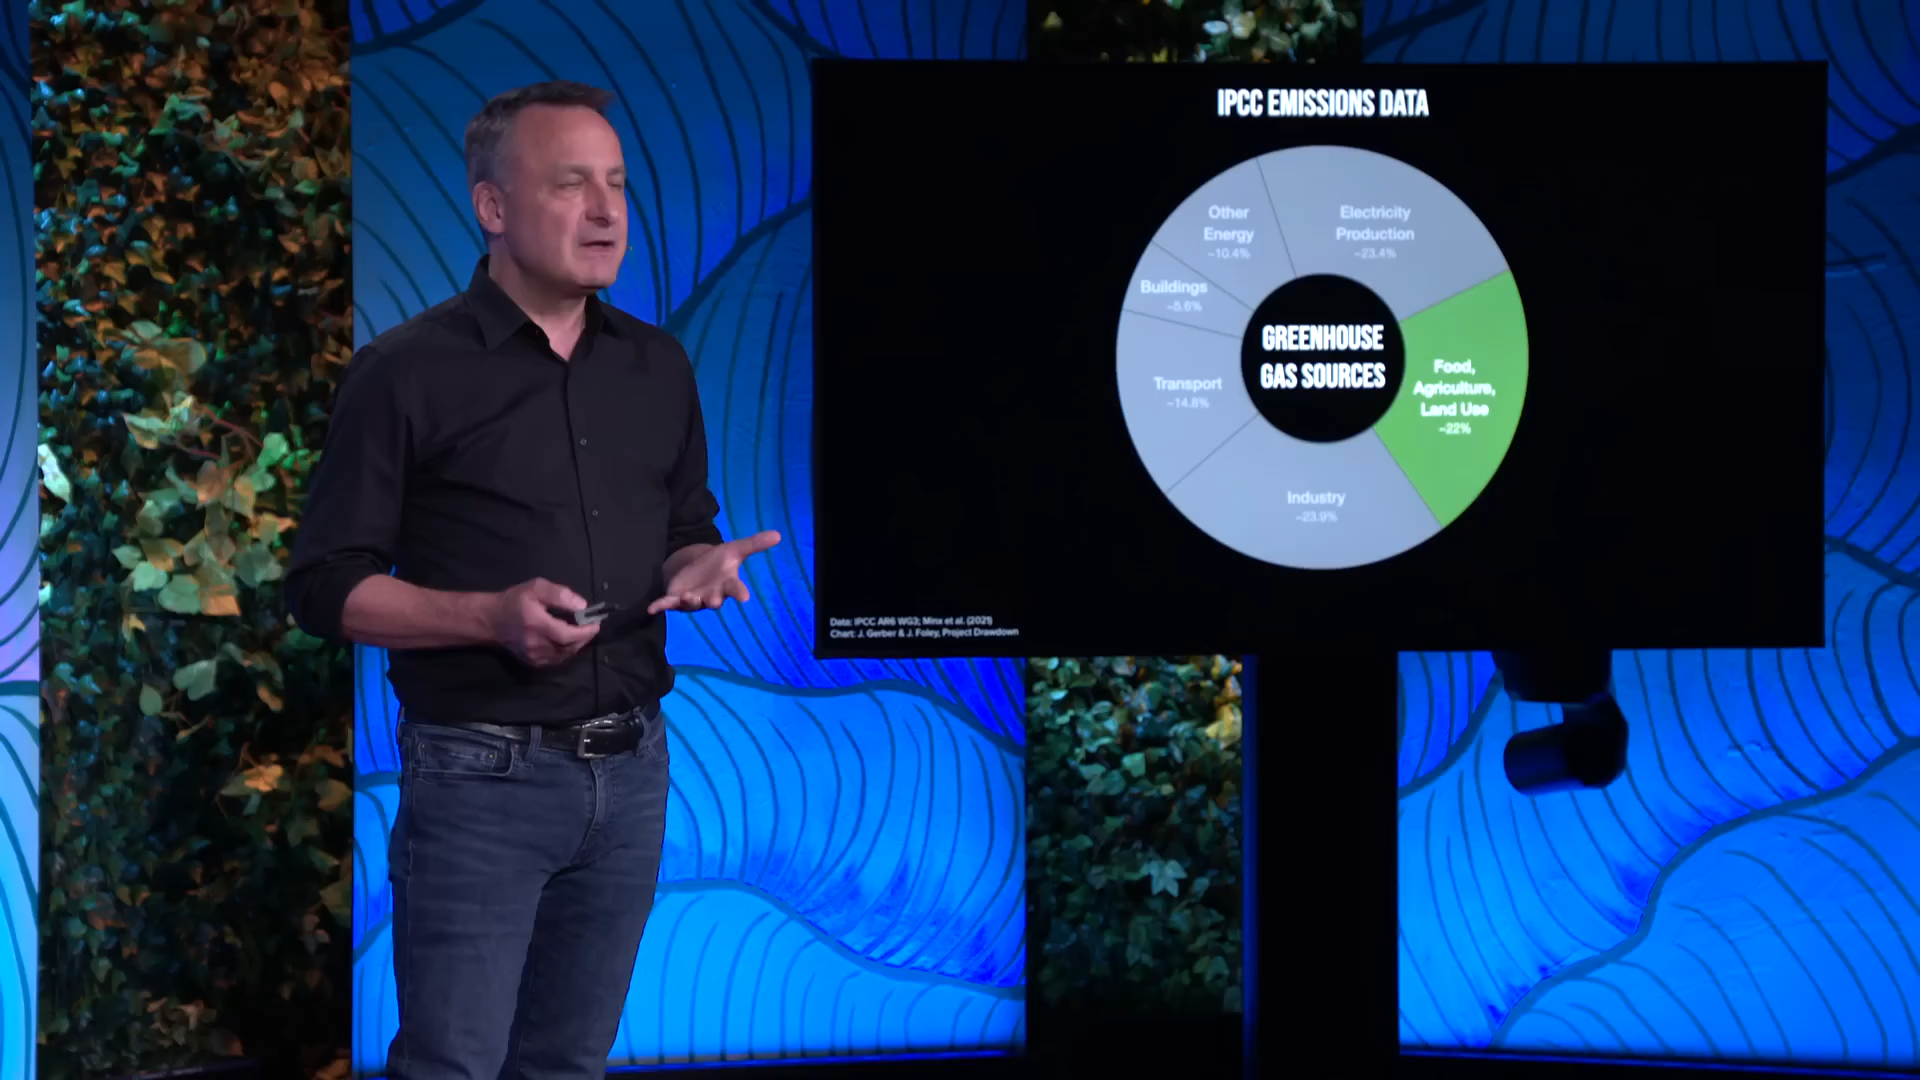 IPCC EMISSIONS DATA
Other
Energy
~10.4%
Electricity
Production
~23.4%
Buildings
~5.6%
GREENHOUSE
GAS SOURCES
Food,
Agriculture,
Land Use
~22%
Transport
~14.8%
Industry
~23.9%
Data: IPCC AR6 WG3; Minx et al. (2021)
Chart: J. Gerber & J. Foley, Project Drawdown